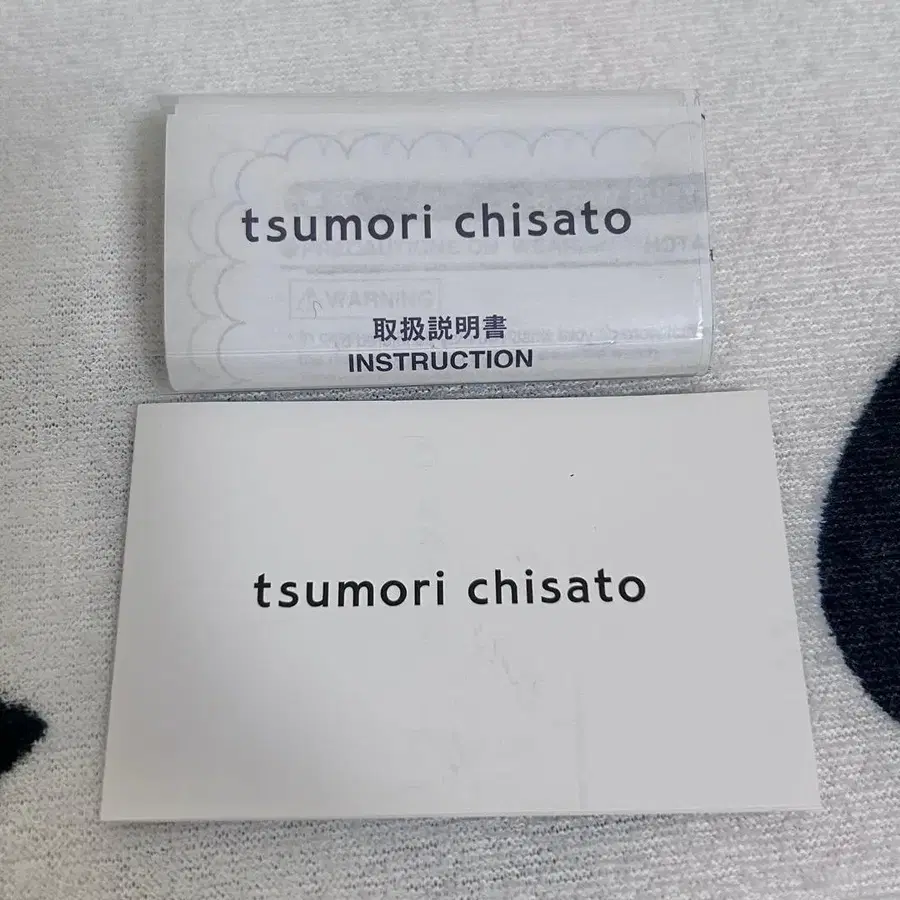 tsumori chisato
WARNING
取扱説明書
INSTRUCTION
tsumori chisato